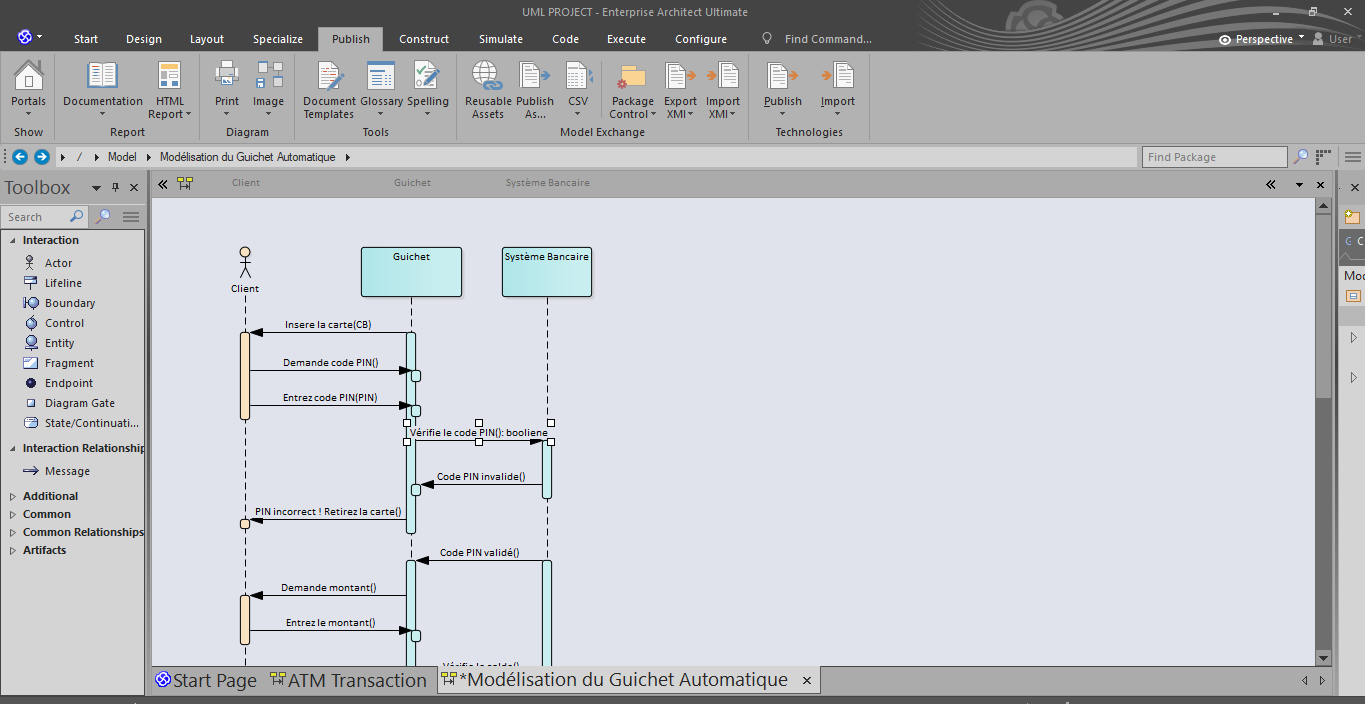 UML PROJECT - Enterprise Architect Ultimate
Start Design Layout Specialize Publish Construct Simulate Code Execute Configure Find Command... Perspective User
Portals Documentation HTML Report Print Image Document Templates Glossary Spelling Reusable Assets Publish As... CSV Package Control Export XMI Import XMI Publish Import
Show Report Diagram Tools Model Exchange Technologies
/ Model Modélisation du Guichet Automatique Find Package
Toolbox
Client Guichet Système Bancaire
Search
Interaction
Actor
Lifeline
Boundary
Control
Entity
Fragment
Endpoint
Diagram Gate
State/Continuati...
Interaction Relationship
Message
Additional
Common
Common Relationships
Artifacts
Guichet Système Bancaire
Client
Insere la carte(CB)
Demande code PIN()
Entrez code PIN(PIN)
Vérifie le code PIN(): booliene
Code PIN invalide()
PIN incorrect ! Retirez la carte()
Code PIN validé()
Demande montant()
Entrez le montant()
G C
Moc
Start Page ATM Transaction *Modélisation du Guichet Automatique